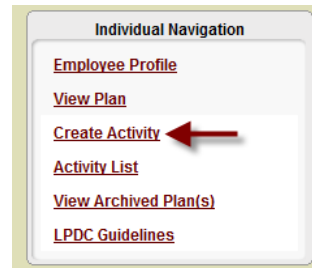 Individual Navigation
Employee Profile
View Plan
Create Activity
Activity List
View Archived Plan(s)
LPDC Guidelines